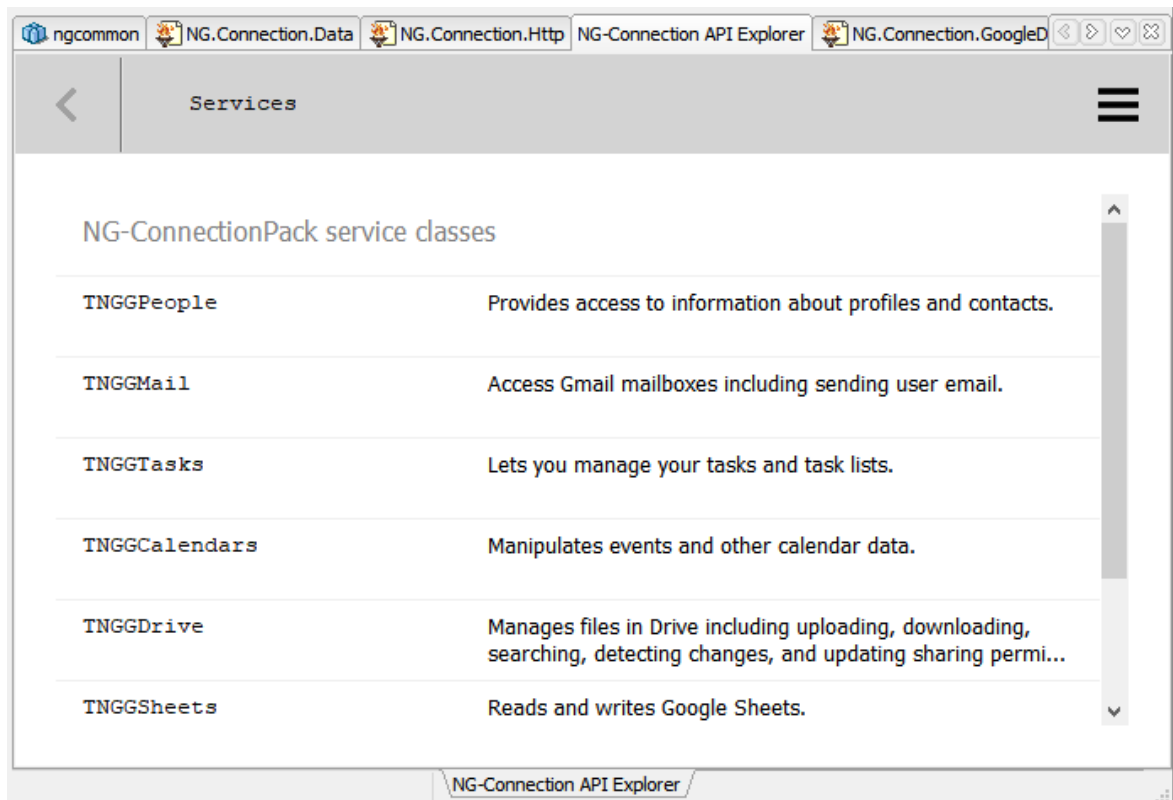 ngcommon NG.Connection.Data NG.Connection.Http NG-Connection API Explorer NG.Connection.GoogleD
Services
NG-ConnectionPack service classes
TNGGPeople Provides access to information about profiles and contacts.
TNGGMail Access Gmail mailboxes including sending user email.
TNGGTasks Lets you manage your tasks and task lists.
TNGGCalendars Manipulates events and other calendar data.
TNGGDrive Manages files in Drive including uploading, downloading,
searching, detecting changes, and updating sharing permi...
TNGGSheets Reads and writes Google Sheets.
NG-Connection API Explorer